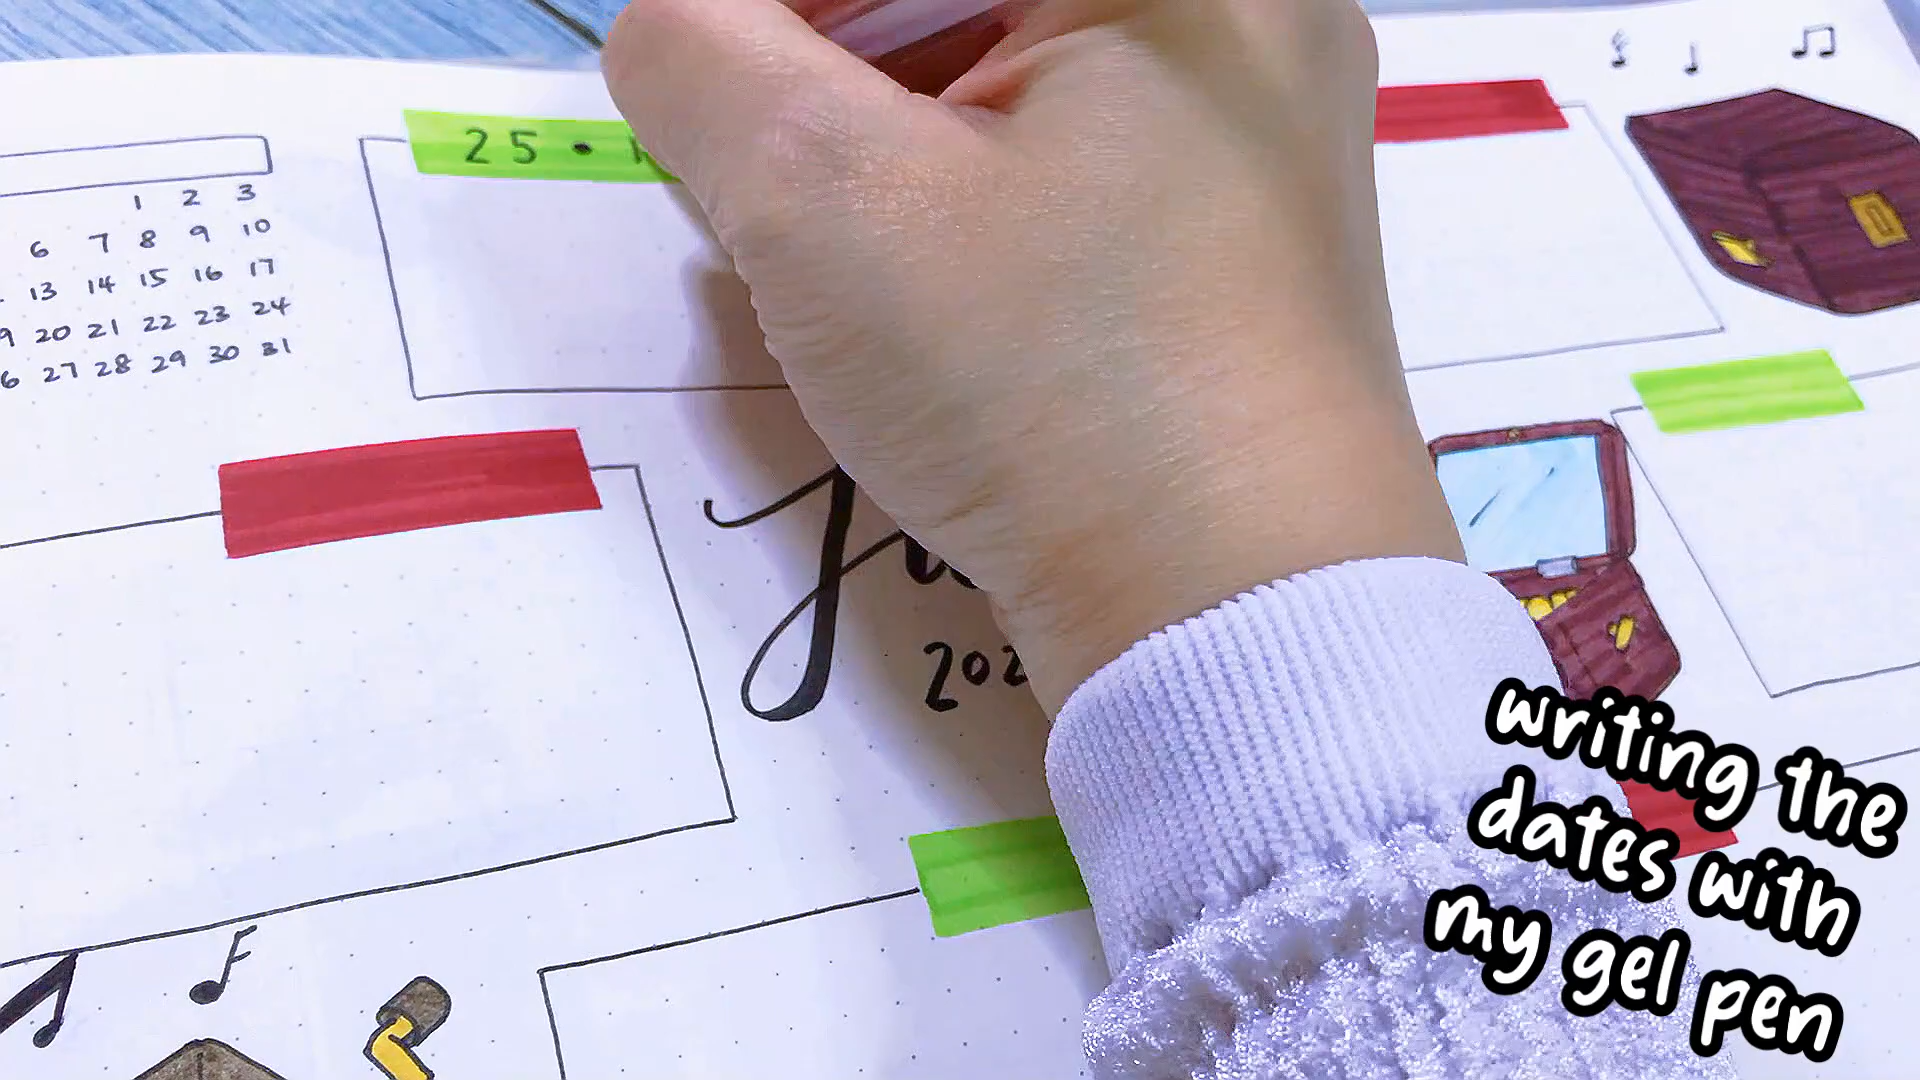 25 •
1 2 3
6 7 8 9 10
13 14 15 16 17
20 21 22 23 24
27 28 29 30 31
202
writing the
dates with
my gel pen